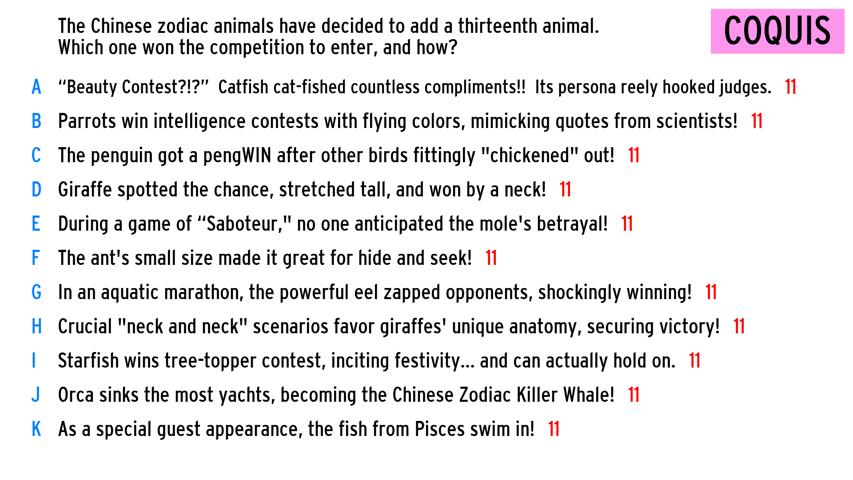 The Chinese zodiac animals have decided to add a thirteenth animal.
Which one won the competition to enter, and how?
COQUIS
A "Beauty Contest?!?" Catfish cat-fished countless compliments!! Its persona reely hooked judges. 11
B Parrots win intelligence contests with flying colors, mimicking quotes from scientists! 11
C The penguin got a pengWIN after other birds fittingly "chickened" out! 11
D Giraffe spotted the chance, stretched tall, and won by a neck! 11
E During a game of “Saboteur," no one anticipated the mole's betrayal! 11
F The ant's small size made it great for hide and seek! 11
G In an aquatic marathon, the powerful eel zapped opponents, shockingly winning! 11
H Crucial "neck and neck" scenarios favor giraffes' unique anatomy, securing victory! 11
I Starfish wins tree-topper contest, inciting festivity... and can actually hold on. 11
J Orca sinks the most yachts, becoming the Chinese Zodiac Killer Whale! 11
K As a special guest appearance, the fish from Pisces swim in! 11